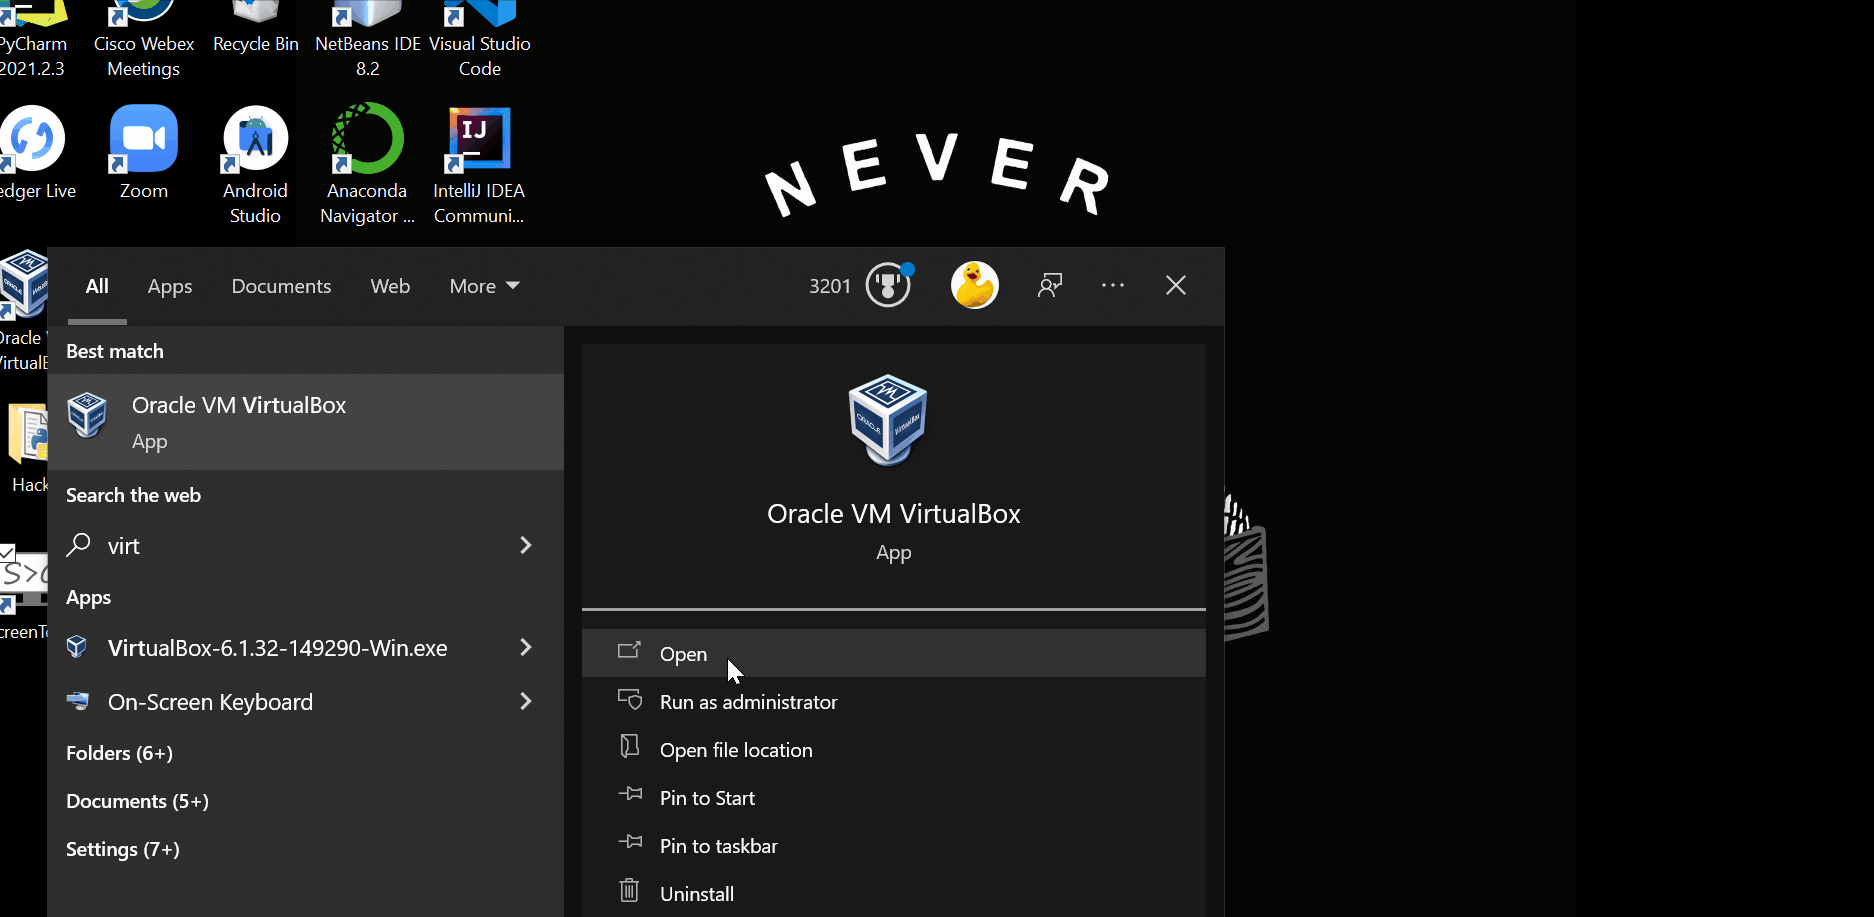 PyCharm
2021.2.3
Cisco Webex
Meetings
Recycle Bin
NetBeans IDE
8.2
Visual Studio
Code
edger Live
Zoom
Android
Studio
Anaconda
Navigator ...
IJ
IntelliJ IDEA
Communi...
NEVER
Oracle V
VirtualB
Hack
S>
creenTo
All
Apps
Documents
Web
More
3201
Best match
Oracle VM VirtualBox
App
Search the web
virt
Apps
VirtualBox-6.1.32-149290-Win.exe
On-Screen Keyboard
Folders (6+)
Documents (5+)
Settings (7+)
ORACLE
VirtualBox
Oracle VM VirtualBox
App
Open
Run as administrator
Open file location
Pin to Start
Pin to taskbar
Uninstall